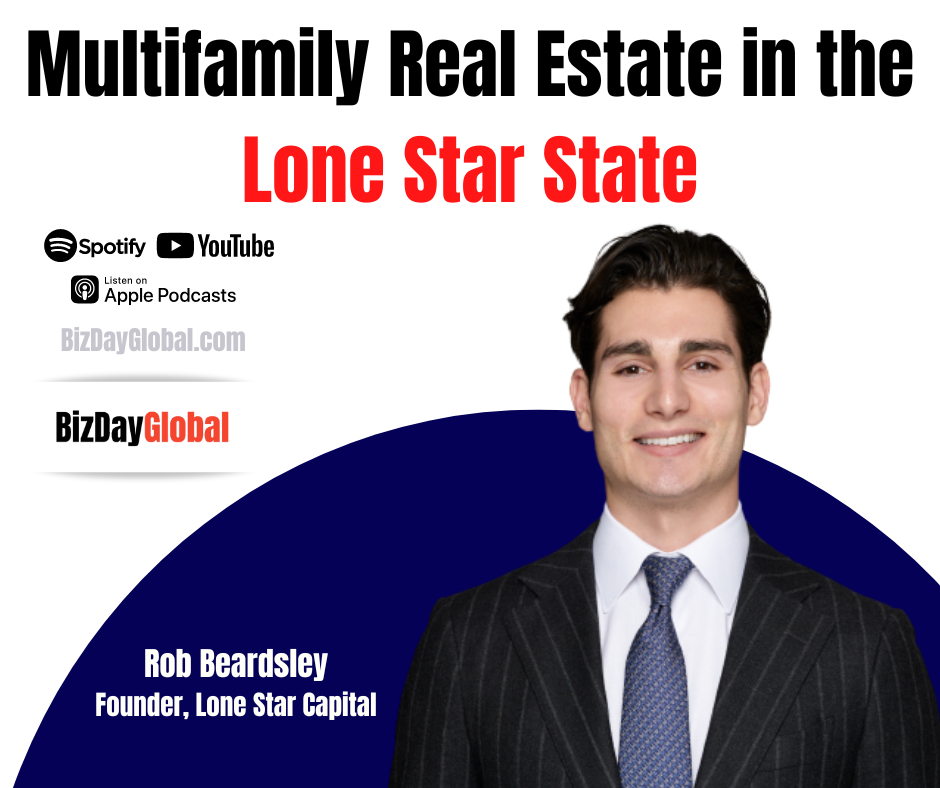 Multifamily Real Estate in the
Lone Star State
Spotify YouTube
Listen on
Apple Podcasts
BizDayGlobal.com
BizDayGlobal
Rob Beardsley
Founder, Lone Star Capital